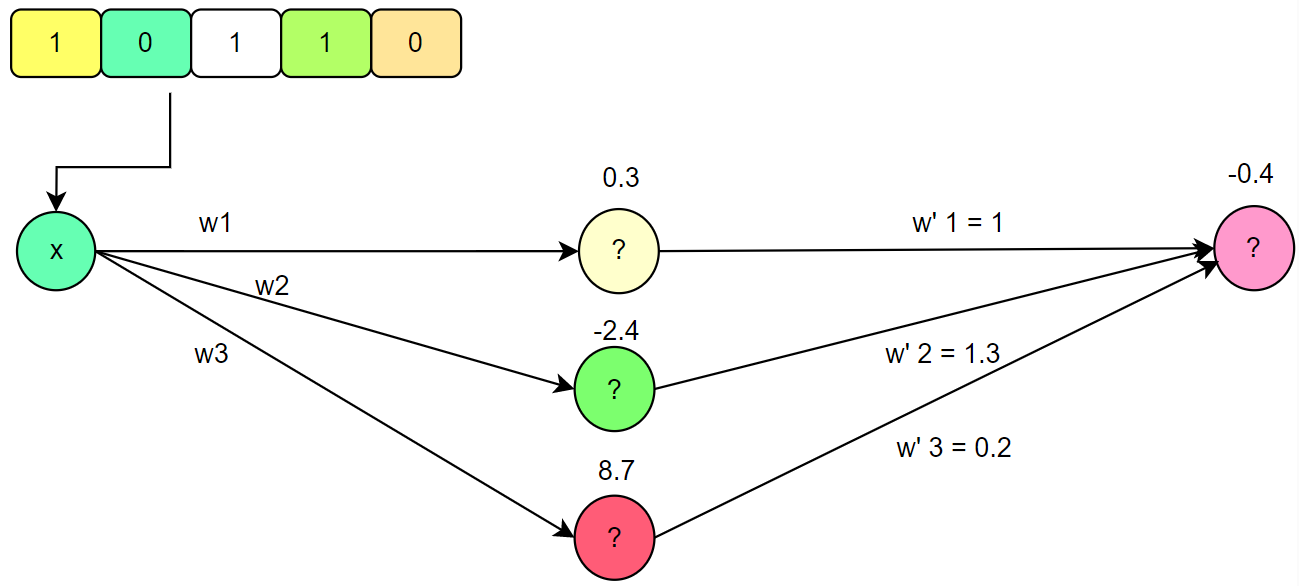 1 0 1 1 0
-0.4
0.3
w1
w' 1 = 1
x
?
?
w2
-2.4
w3
w' 2 = 1.3
?
w' 3 = 0.2
8.7
?